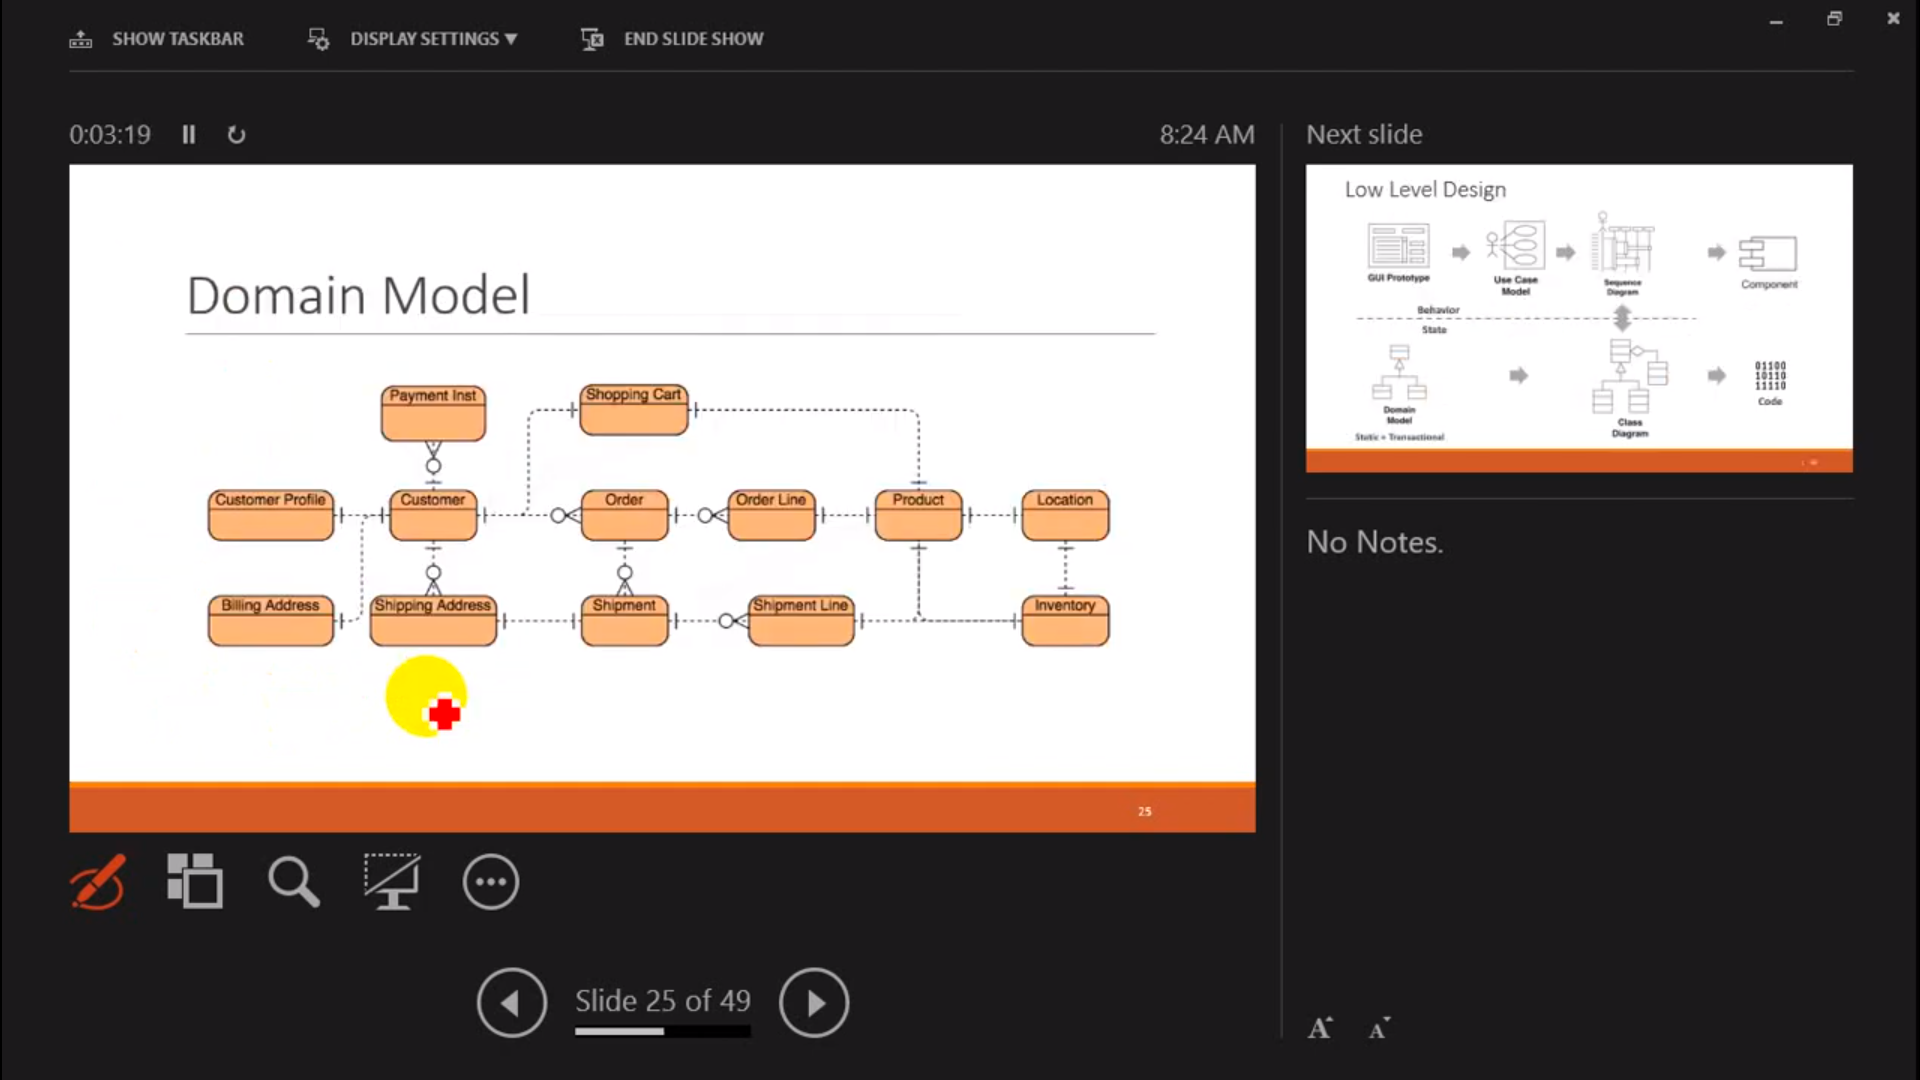 SHOW TASKBAR
DISPLAY SETTINGS ▼
END SLIDE SHOW
0:03:19
8:24 AM
Next slide
Domain Model
Payment Inst
Shopping Cart
Customer Profile
Customer
Order
Order Line
Product
Location
Billing Address
Shipping Address
Shipment
Shipment Line
Inventory
25
Low Level Design
GUI Prototype
Use Case
Model
Sequence
Diagram
Component
Behavior
State
Domain
Model
Static = Transactional
Class
Diagram
01100
10110
11110
Code
No Notes.
Slide 25 of 49
A
A